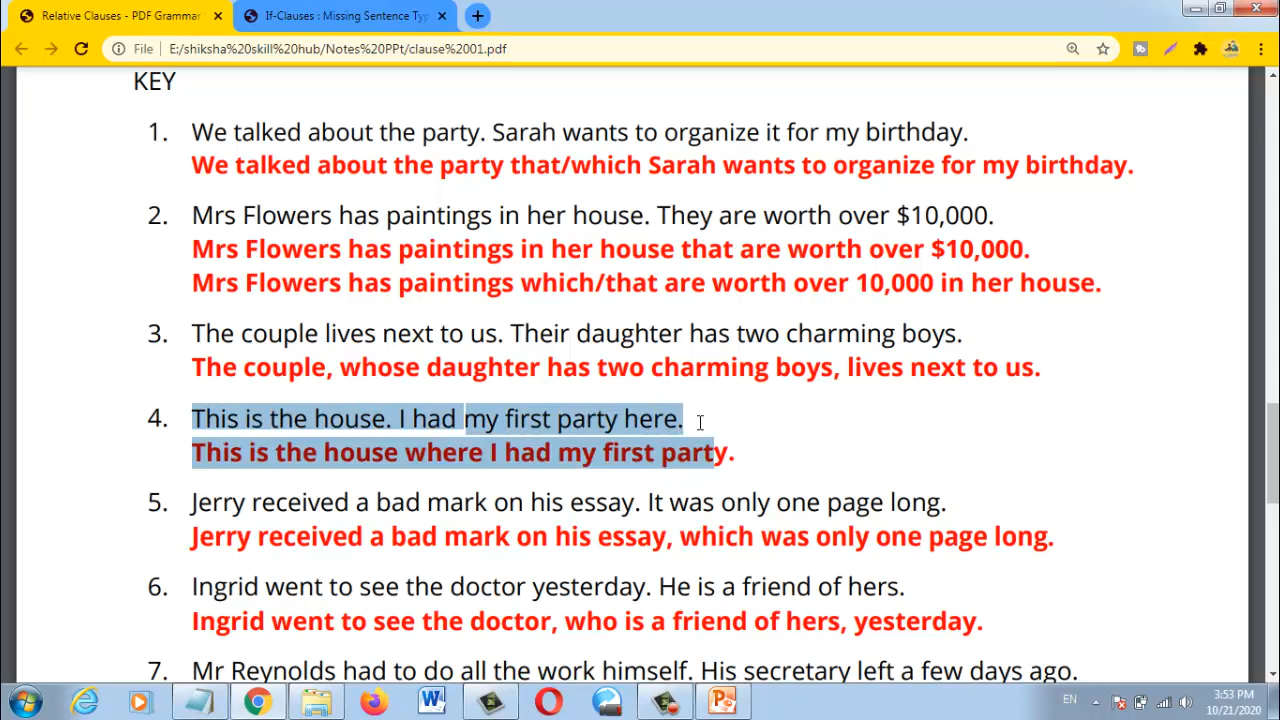 Relative Clauses - PDF Grammar
If-Clauses : Missing Sentence Typ
File
E:/shiksha%20skill%20hub/Notes%20PPt/clause%2001.pdf
KEY
1. We talked about the party. Sarah wants to organize it for my birthday.
We talked about the party that/which Sarah wants to organize for my birthday.
2. Mrs Flowers has paintings in her house. They are worth over $10,000.
Mrs Flowers has paintings in her house that are worth over $10,000.
Mrs Flowers has paintings which/that are worth over 10,000 in her house.
3. The couple lives next to us. Their daughter has two charming boys.
The couple, whose daughter has two charming boys, lives next to us.
4. This is the house. I had my first party here.
This is the house where I had my first party.
5. Jerry received a bad mark on his essay. It was only one page long.
Jerry received a bad mark on his essay, which was only one page long.
6. Ingrid went to see the doctor yesterday. He is a friend of hers.
Ingrid went to see the doctor, who is a friend of hers, yesterday.
7. Mr Reynolds had to do all the work himself. His secretary left a few days ago.
EN
3:53 PM
10/21/2020